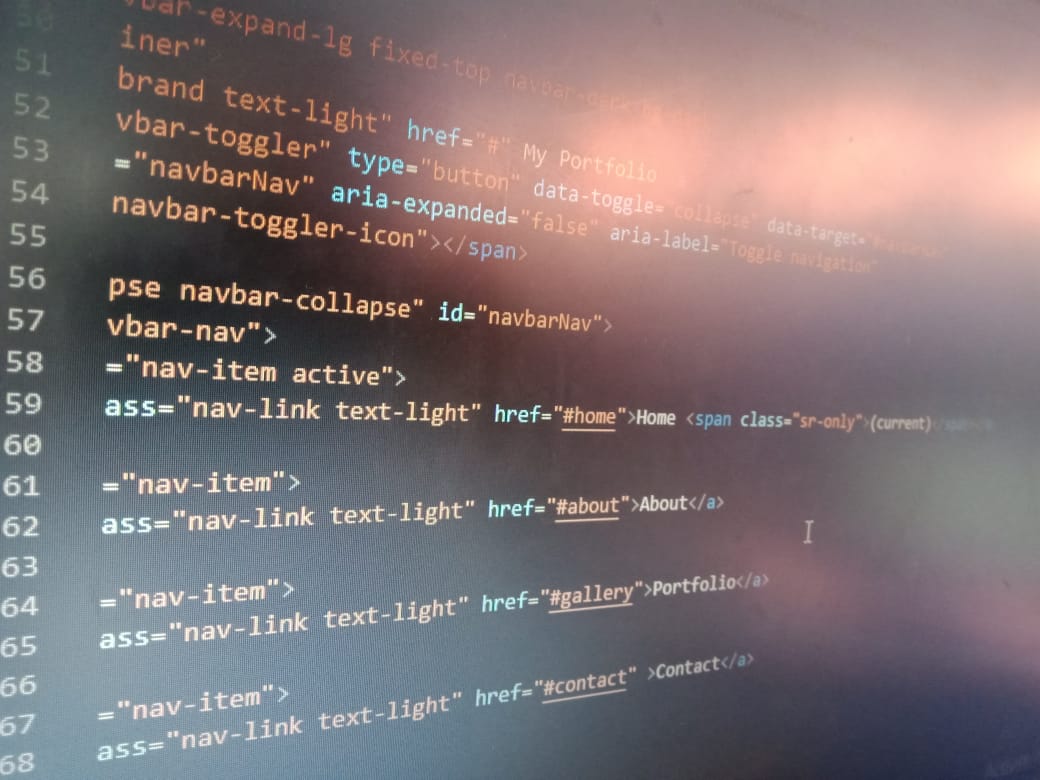 vbar-expand-lg fixed-top navbar-dark
50 iner"
51 brand text-light" href="#" My Portfolio
52 vbar-toggler" type="button" data-toggle="collapse" data-target="#navbarNav"
53 ="navbarNav" aria-expanded="false" aria-label="Toggle navigation"
54 navbar-toggler-icon"></span>
55
56 pse navbar-collapse" id="navbarNav">
57 vbar-nav">
58 ="nav-item active">
59 ass="nav-link text-light" href="#home">Home <span class="sr-only">(current)
60
61 ="nav-item">
62 ass="nav-link text-light" href="#about">About</a>
63
64 ="nav-item">
65 ass="nav-link text-light" href="#gallery">Portfolio</a>
66
67 ="nav-item">
68 ass="nav-link text-light" href="#contact" >Contact</a>